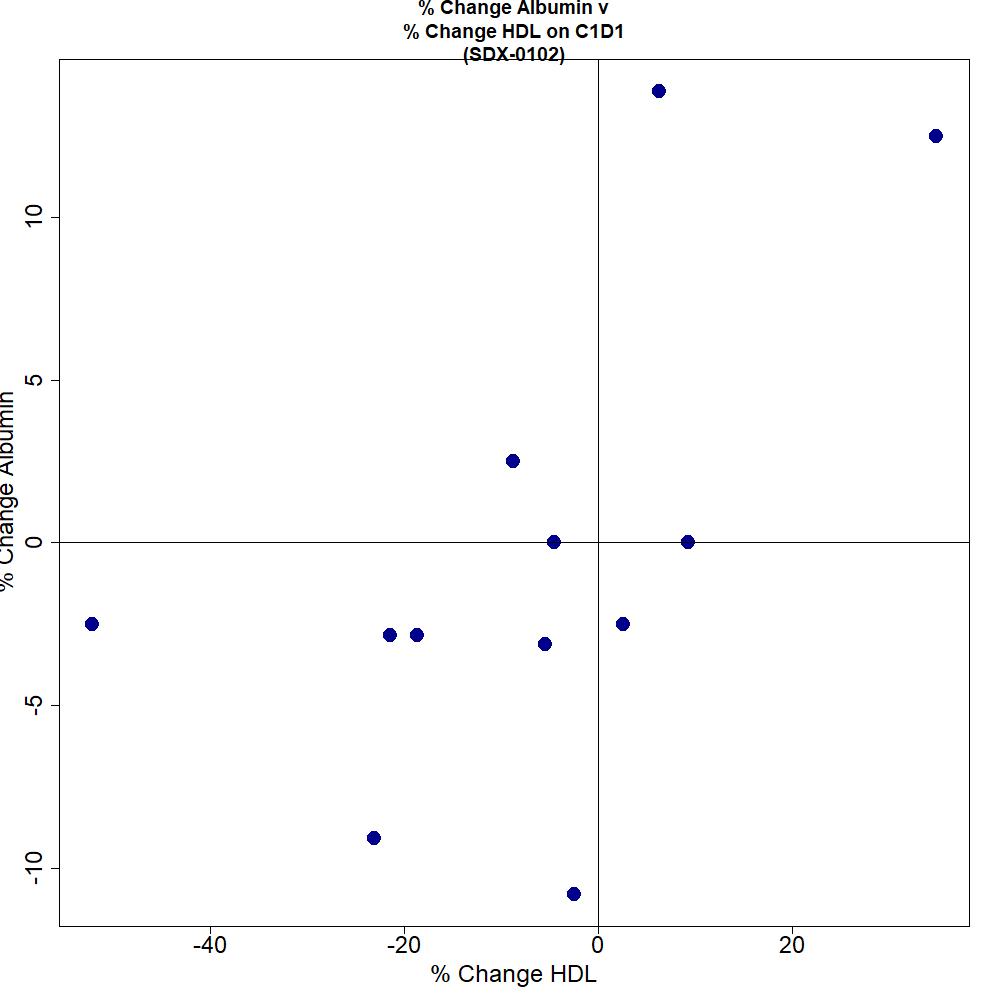 % Change Albumin v
% Change HDL on C1D1
(SDX-0102)
10
5
0
-5
-10
% Change Albumin
-40
-20
0
20
% Change HDL